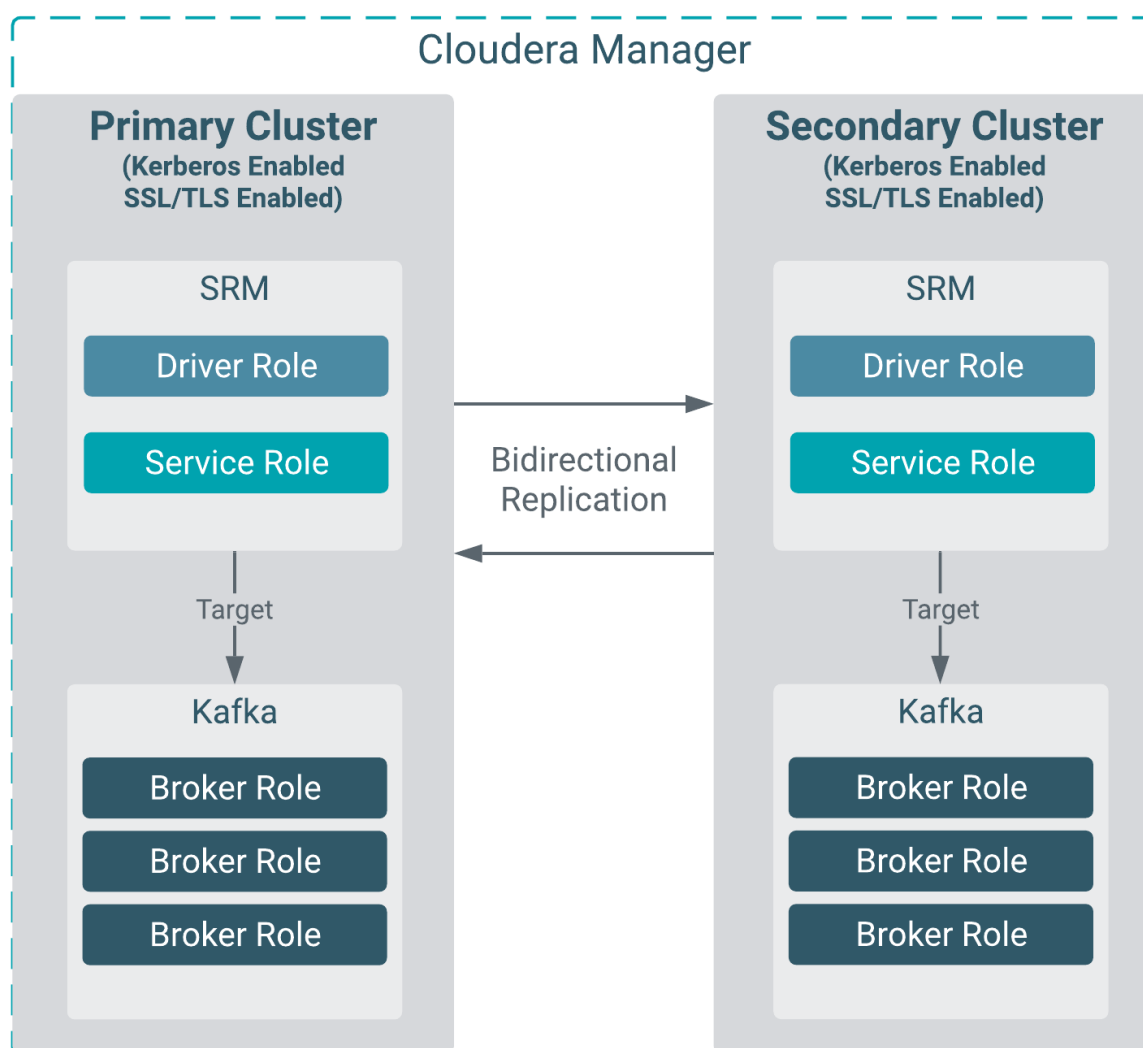 Cloudera Manager
Primary Cluster
(Kerberos Enabled
SSL/TLS Enabled)
SRM
Driver Role
Service Role
Target
Kafka
Broker Role
Broker Role
Broker Role
Bidirectional
Replication
Secondary Cluster
(Kerberos Enabled
SSL/TLS Enabled)
SRM
Driver Role
Service Role
Target
Kafka
Broker Role
Broker Role
Broker Role